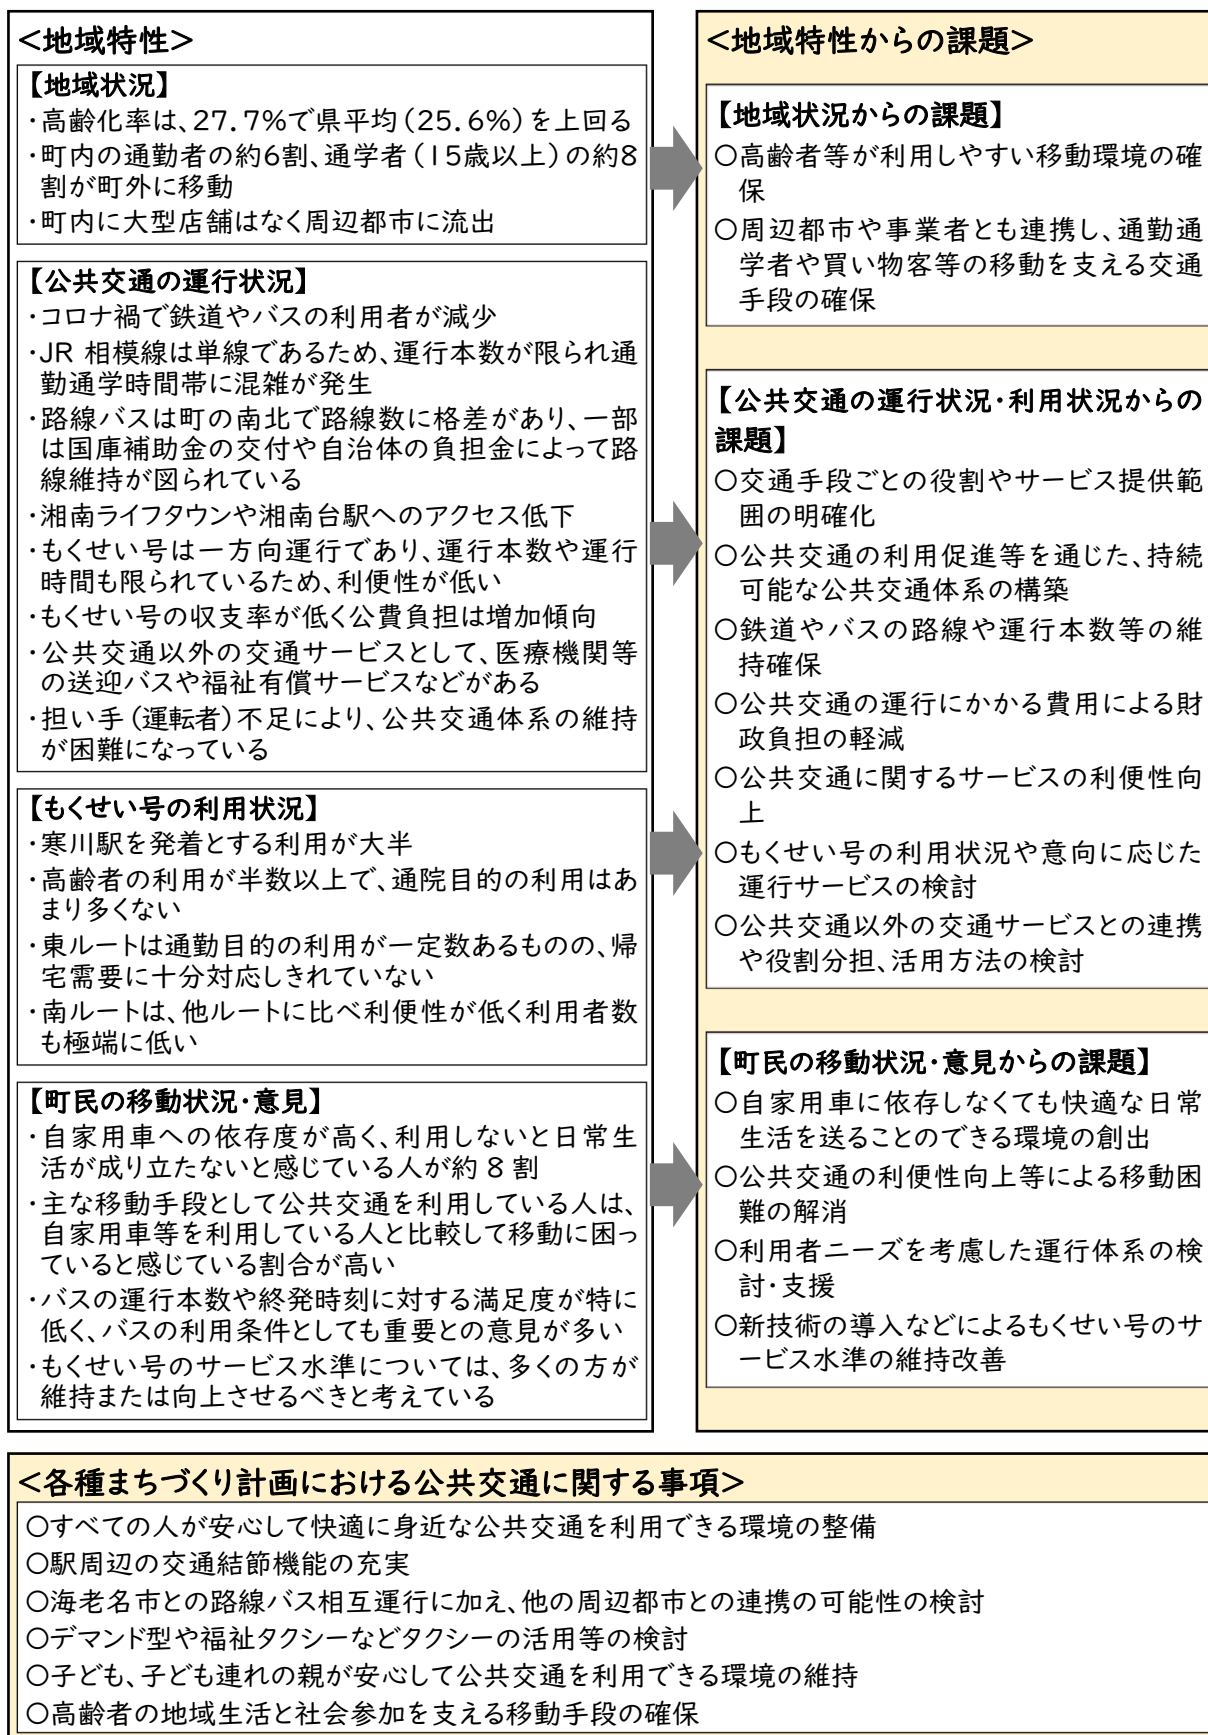 <地域特性>
【地域状況】
・高齢化率は、27.7%で県平均(25.6%)を上回る
・町内の通勤者の約6割、通学者(15歳以上)の約8
割が町外に移動
・町内に大型店舗はなく周辺都市に流出
【公共交通の運行状況】
・コロナ禍で鉄道やバスの利用者が減少
・JR 相模線は単線であるため、運行本数が限られ通
勤通学時間帯に混雑が発生
・路線バスは町の南北で路線数に格差があり、一部
は国庫補助金の交付や自治体の負担金によって路
線維持が図られている
・湘南ライフタウンや湘南台駅へのアクセス低下
・もくせい号は一方向運行であり、運行本数や運行
時間も限られているため、利便性が低い
・もくせい号の収支率が低く公費負担は増加傾向
・公共交通以外の交通サービスとして、医療機関等
の送迎バスや福祉有償サービスなどがある
・担い手(運転者)不足により、公共交通体系の維持
が困難になっている
【もくせい号の利用状況】
・寒川駅を発着とする利用が大半
・高齢者の利用が半数以上で、通院目的の利用はあ
まり多くない
・東ルートは通勤目的の利用が一定数あるものの、帰
宅需要に十分対応しきれていない
・南ルートは、他ルートに比べ利便性が低く利用者数
も極端に低い
【町民の移動状況・意見】
・自家用車への依存度が高く、利用しないと日常生
活が成り立たないと感じている人が約 8 割
・主な移動手段として公共交通を利用している人は、
自家用車等を利用している人と比較して移動に困っ
ていると感じている割合が高い
・バスの運行本数や終発時刻に対する満足度が特に
低く、バスの利用条件としても重要との意見が多い
・もくせい号のサービス水準については、多くの方が
維持または向上させるべきと考えている
<地域特性からの課題>
【地域状況からの課題】
○高齢者等が利用しやすい移動環境の確
保
○周辺都市や事業者とも連携し、通勤通
学者や買い物客等の移動を支える交通
手段の確保
【公共交通の運行状況・利用状況からの
課題】
○交通手段ごとの役割やサービス提供範
囲の明確化
○公共交通の利用促進等を通じた、持続
可能な公共交通体系の構築
○鉄道やバスの路線や運行本数等の維
持確保
○公共交通の運行にかかる費用による財
政負担の軽減
○公共交通に関するサービスの利便性向
上
○もくせい号の利用状況や意向に応じた
運行サービスの検討
○公共交通以外の交通サービスとの連携
や役割分担、活用方法の検討
【町民の移動状況・意見からの課題】
○自家用車に依存しなくても快適な日常
生活を送ることのできる環境の創出
○公共交通の利便性向上等による移動困
難の解消
○利用者ニーズを考慮した運行体系の検
討・支援
○新技術の導入などによるもくせい号のサ
ービス水準の維持改善
<各種まちづくり計画における公共交通に関する事項>
○すべての人が安心して快適に身近な公共交通を利用できる環境の整備
○駅周辺の交通結節機能の充実
○海老名市との路線バス相互運行に加え、他の周辺都市との連携の可能性の検討
○デマンド型や福祉タクシーなどタクシーの活用等の検討
○子ども、子ども連れの親が安心して公共交通を利用できる環境の維持
○高齢者の地域生活と社会参加を支える移動手段の確保